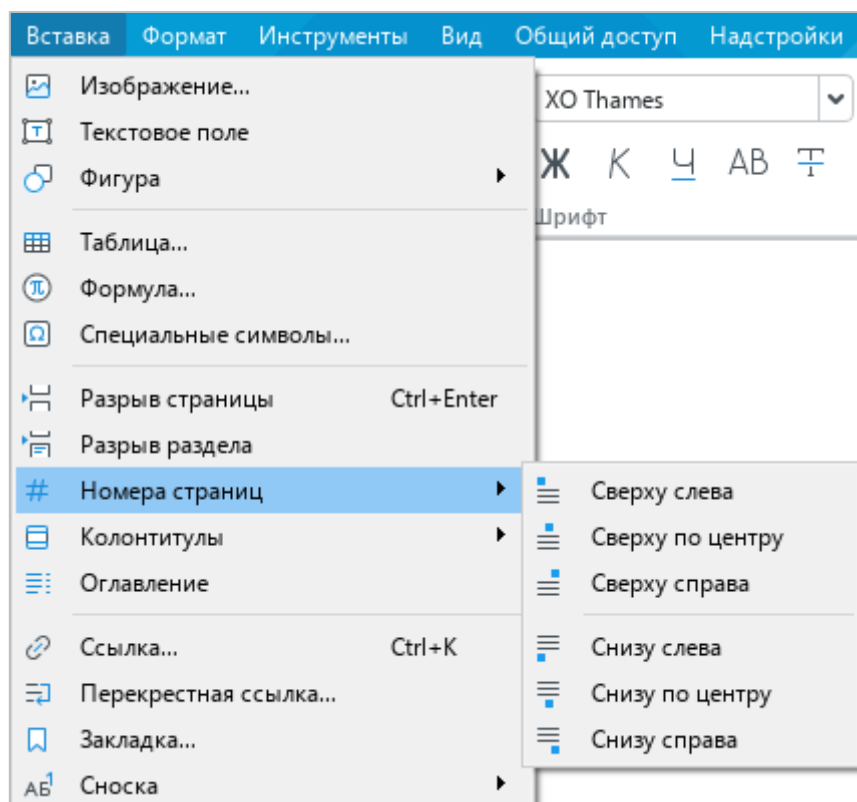 Вставка Формат Инструменты Вид Общий доступ Надстройки
Изображение...
XO Thames
Текстовое поле
Ж К Ч АВ Т
Фигура
Шрифт
Таблица...
Формула...
Специальные символы...
Разрыв страницы Ctrl+Enter
Разрыв раздела
Номера страниц
Сверху слева
Колонтитулы
Сверху по центру
Оглавление
Сверху справа
Ссылка... Ctrl+K
Снизу слева
Перекрестная ссылка...
Снизу по центру
Закладка...
Снизу справа
АБ1 Сноска